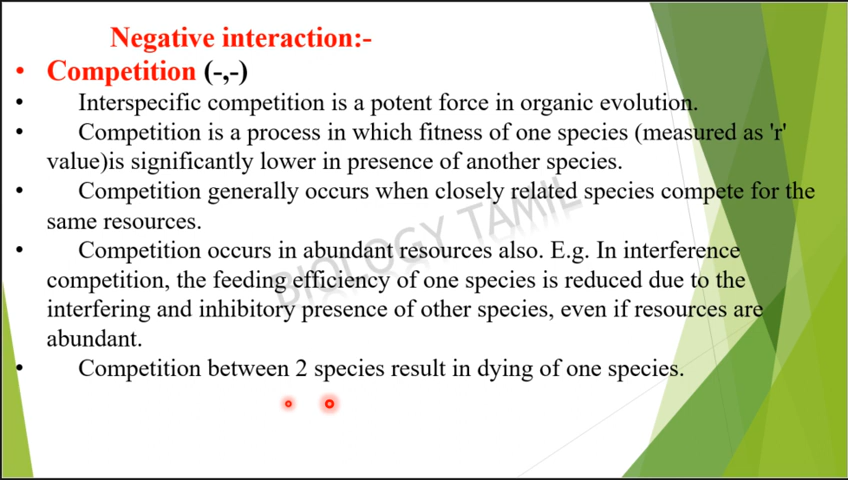 Negative interaction:-
• Competition (-,-)
• Interspecific competition is a potent force in organic evolution.
• Competition is a process in which fitness of one species (measured as 'r'
value)is significantly lower in presence of another species.
• Competition generally occurs when closely related species compete for the
same resources.
• Competition occurs in abundant resources also. E.g. In interference
competition, the feeding efficiency of one species is reduced due to the
interfering and inhibitory presence of other species, even if resources are
abundant.
• Competition between 2 species result in dying of one species.
BIOLOGY TAMIL